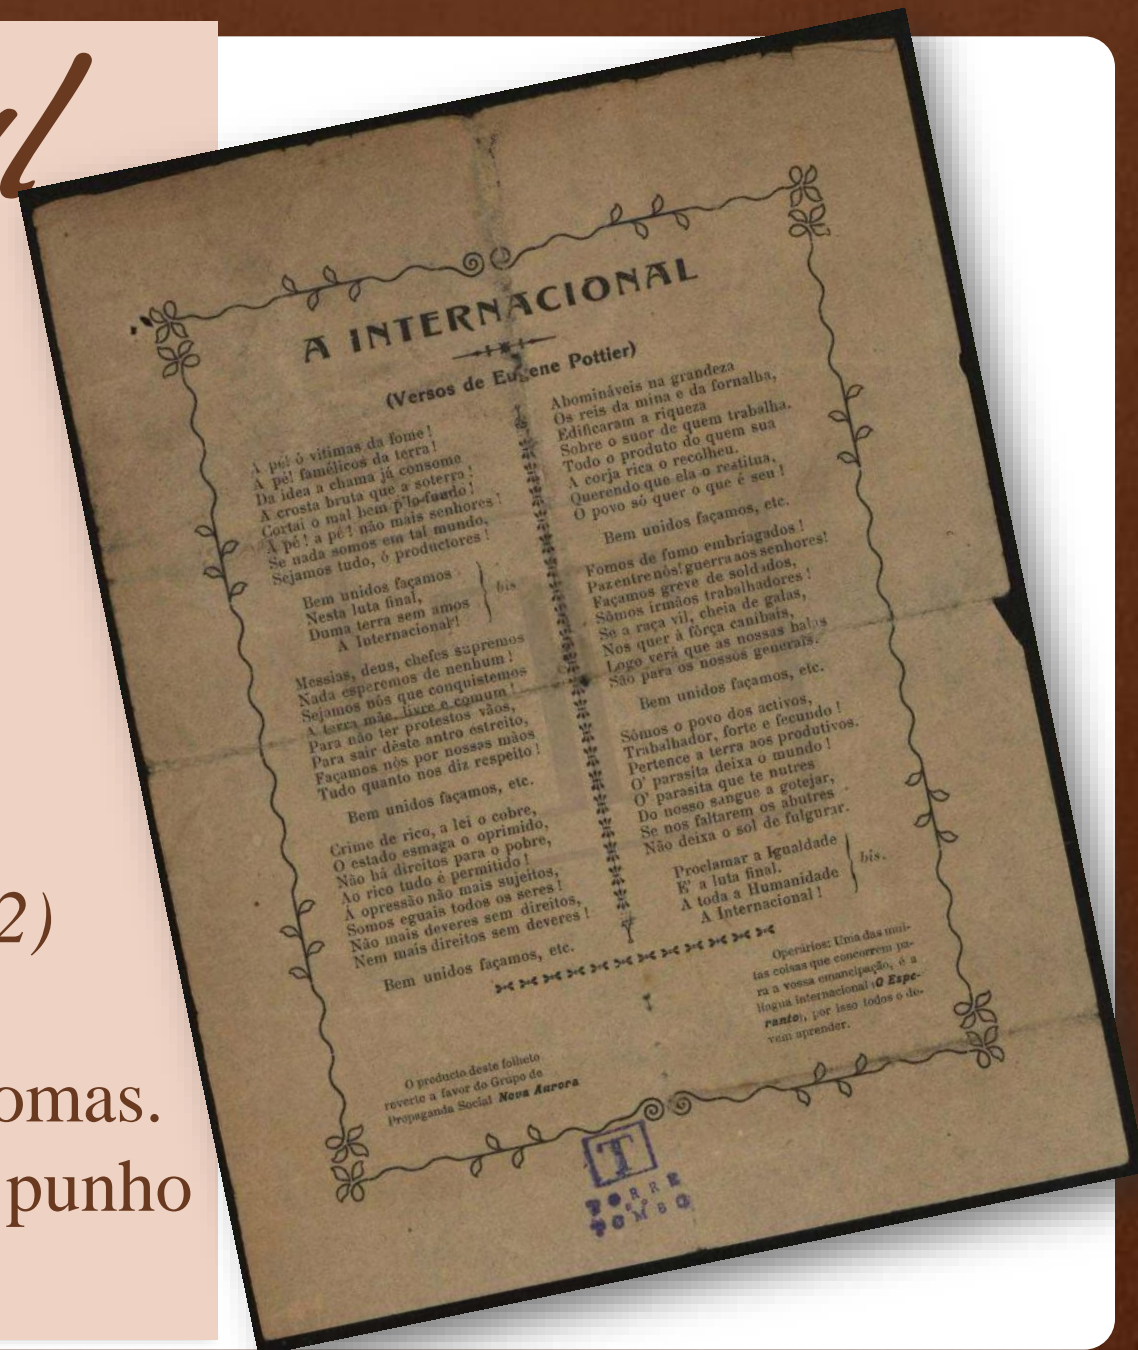 l
2)
omas.
punho
A INTERNACIONAL
(Versos de Eugene Pottier)
A pé! ó vitimas da fome!
A pé! famélicos da terra!
Da idea a chama já consome
A crosta bruta que a soterra!
Cortai o mal bem p'lo fundo!
A pé! a pé! não mais senhores!
Se nada somos em tal mundo,
Sejamos tudo, ó productores!
Bem unidos façamos
Nesta luta final,
Duma terra sem amos
A Internacional!
bis
Messias, deus, chefes supremos
Nada esperemos de nenhum!
Sejamos nós que conquistemos
A terra mãe, livre e comum!
Para não ter protestos vãos,
Para sair dêste antro estreito,
Façamos nós por nossas mãos
Tudo quanto nos diz respeito!
Bem unidos façamos, etc.
Crime de rico, a lei o cobre,
O estado esmaga o oprimido,
Não há direitos para o pobre,
Ao rico tudo é permitido!
À opressão não mais sujeitos,
Somos eguais todos os seres!
Não mais deveres sem direitos,
Nem mais direitos sem deveres!
Bem unidos façamos, etc.
Abomináveis na grandeza
Os reis da mina e da fornalha,
Edificaram a riqueza
Sobre o suor de quem trabalha.
Todo o produto do quem sua
A corja rica o recolheu.
Querendo que ela o restitua,
O povo só quer o que é seu!
Bem unidos façamos, etc.
Fomos de fumo embriagados!
Paz entre nós! guerra aos senhores!
Façamos greve de soldados,
Sômos irmãos trabalhadores!
Se a raça vil, cheia de galas,
Nos quer à fôrça canibais,
Logo verá que as nossas balas
São para os nossos generais.
Bem unidos façamos, etc.
Sômos o povo dos activos,
Trabalhador, forte e fecundo!
Pertence a terra aos produtivos.
O' parasita deixa o mundo!
O' parasita que te nutres
Do nosso sangue a gotejar,
Se nos faltarem os abutres
Não deixa o sol de fulgurar.
Proclamar a Igualdade
E' a luta final.
A toda a Humanidade
A Internacional!
bis.
Operários: Uma das mui-
tas coisas que concorrem pa-
ra a vossa emancipação, é a
lingua internacional (O Espe-
ranto), por isso todos o de-
vem aprender.
O producto deste folheto
reverte a favor do Grupo de
Propaganda Social Nova Aurora
T
TORRE
TOMBO